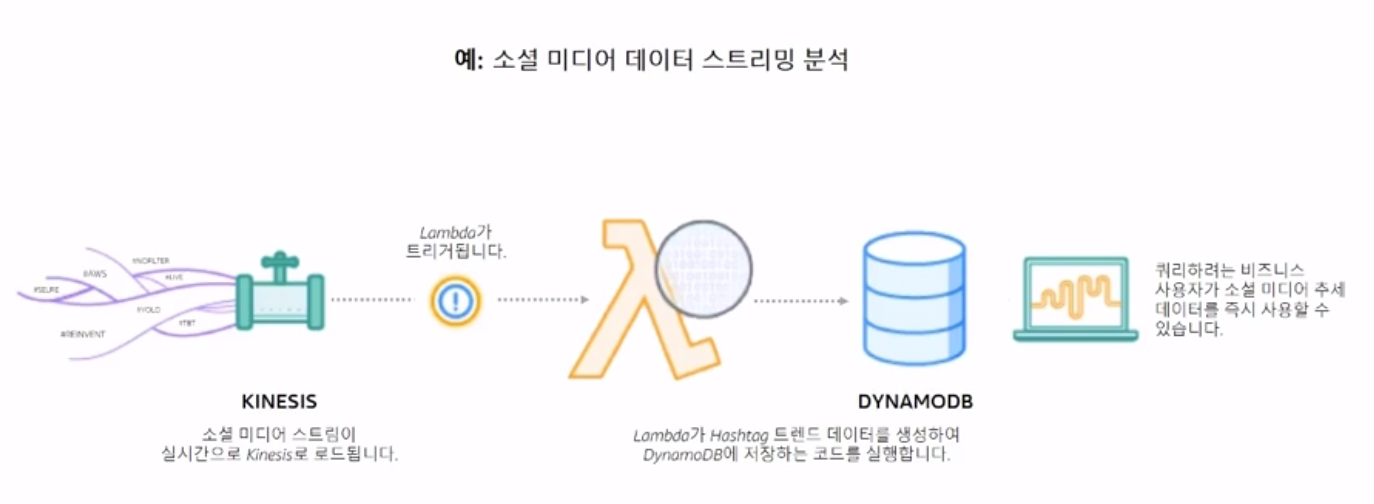 예: 소셜 미디어 데이터 스트리밍 분석
#NOFILTER
#AWS
#LIVE
#SELFIE
#YOLO
#TBT
#REINVENT
Lambda가
트리거됩니다.
쿼리하려는 비즈니스
사용자가 소셜 미디어 추세
데이터를 즉시 사용할 수
있습니다.
KINESIS
소셜 미디어 스트림이
실시간으로 Kinesis로 로드됩니다.
DYNAMODB
Lambda가 Hashtag 트렌드 데이터를 생성하여
DynamoDB에 저장하는 코드를 실행합니다.